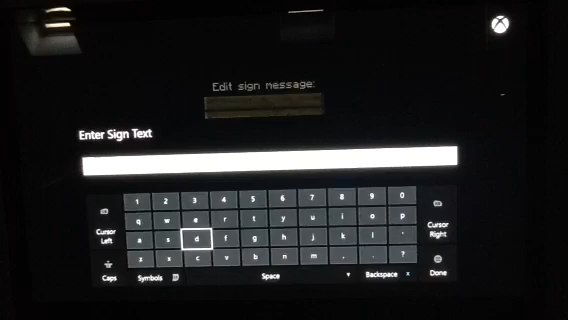 Edit sign message:
Enter Sign Text
1 2 3 4 5 6 7 8 9 0
q w e r t y u i o p
Cursor Left
a s d f g h j k l '
Cursor Right
z x c v b n m , . ?
Caps Symbols Space Backspace x Done